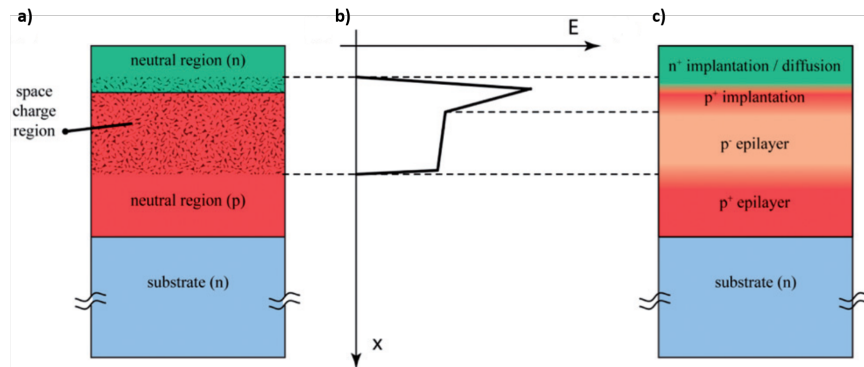 a)
b)
c)
neutral region (n)
space
charge
region
neutral region (p)
substrate (n)
E
x
n⁺ implantation / diffusion
p⁺ implantation
p⁻ epilayer
p⁺ epilayer
substrate (n)